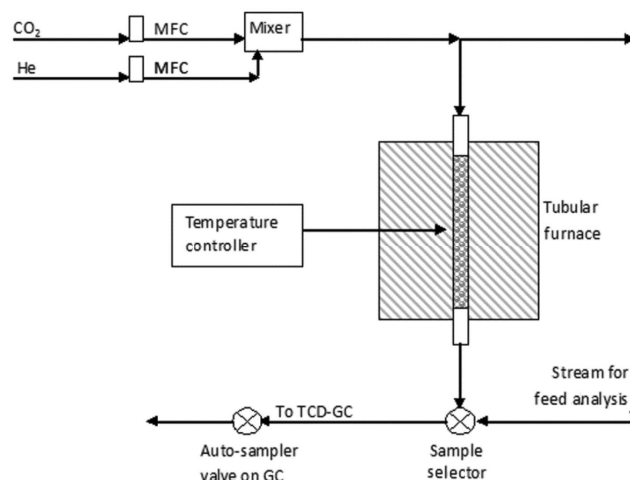 CO₂
MFC
Mixer
He
MFC
Tubular
furnace
Temperature
controller
Stream for
feed analysis
To TCD-GC
Auto-sampler
valve on GC
Sample
selector